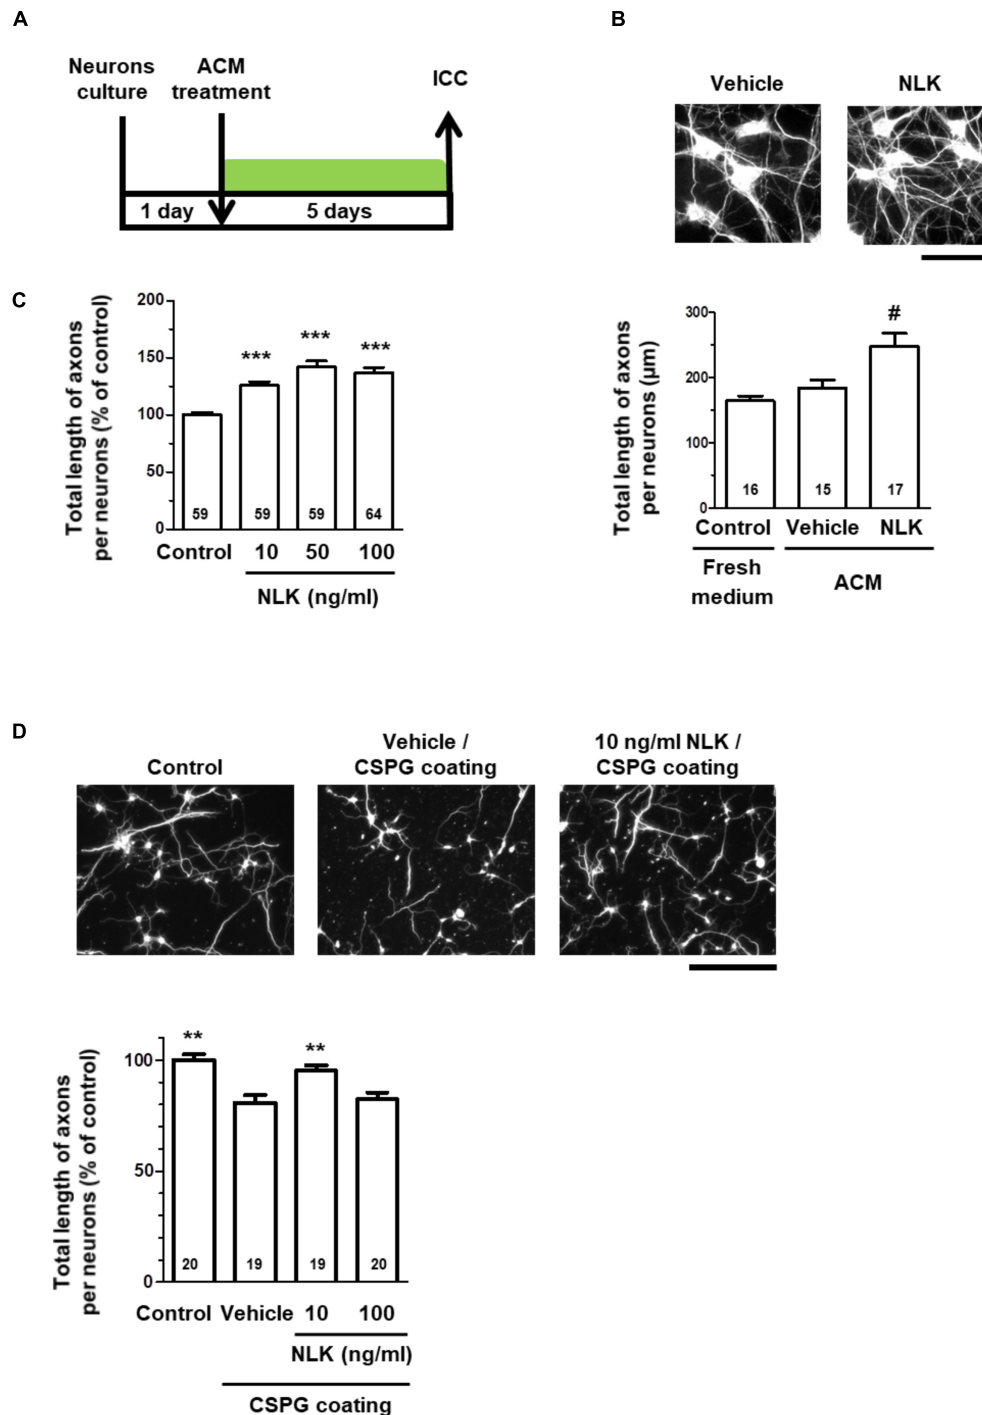 A
Neurons
culture
ACM
treatment
ICC
1 day
5 days
B
Vehicle
NLK
C
Total length of axons
per neurons (% of control)
200
150
100
50
0
***
***
***
59
59
59
64
Control
10
50
100
NLK (ng/ml)
Total length of axons
per neurons (µm)
300
200
100
0
#
16
15
17
Control
Vehicle
NLK
Fresh
medium
ACM
D
Control
Vehicle /
CSPG coating
10 ng/ml NLK /
CSPG coating
Total length of axons
per neurons (% of control)
100
50
0
**
**
20
19
19
20
Control
Vehicle
10
100
NLK (ng/ml)
CSPG coating